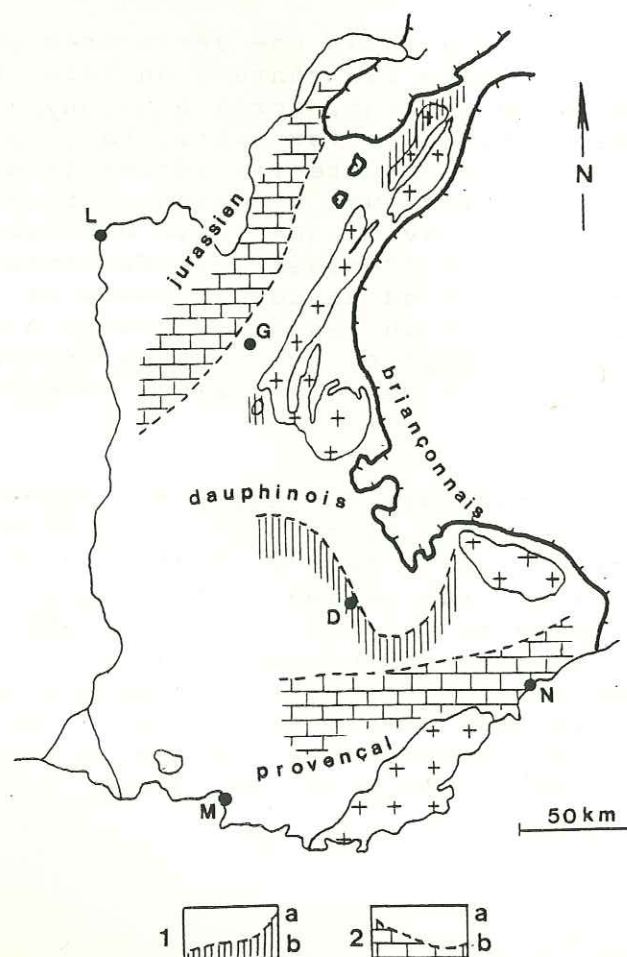 N
L
jurassien
G
briançonnais
dauphinois
D
N
provençal
M
50 km
1 a b 2 a b